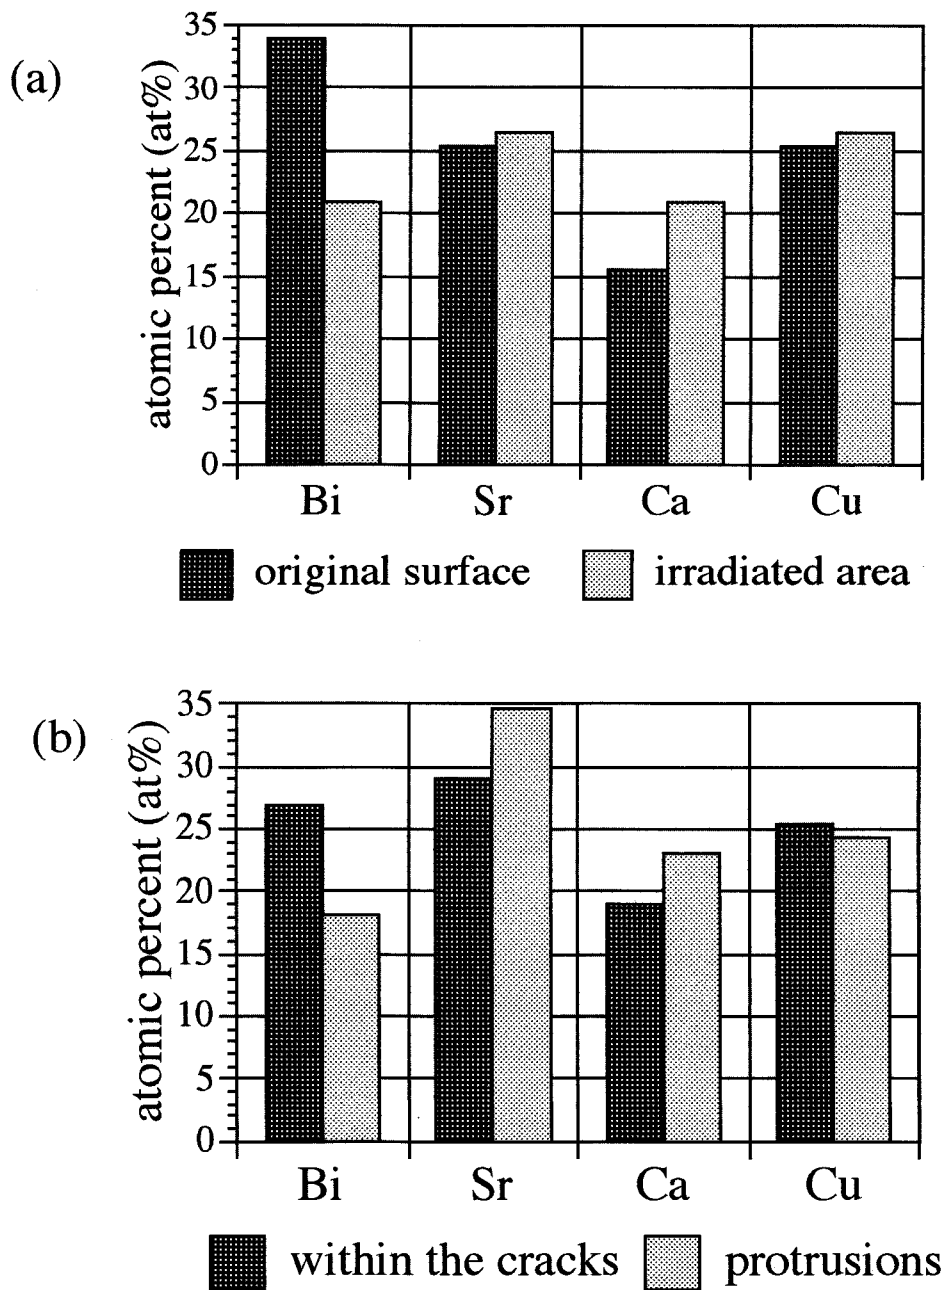 (a)
atomic percent (at%)
35
30
25
20
15
10
5
0
Bi Sr Ca Cu
original surface irradiated area
(b)
atomic percent (at%)
35
30
25
20
15
10
5
0
Bi Sr Ca Cu
within the cracks protrusions